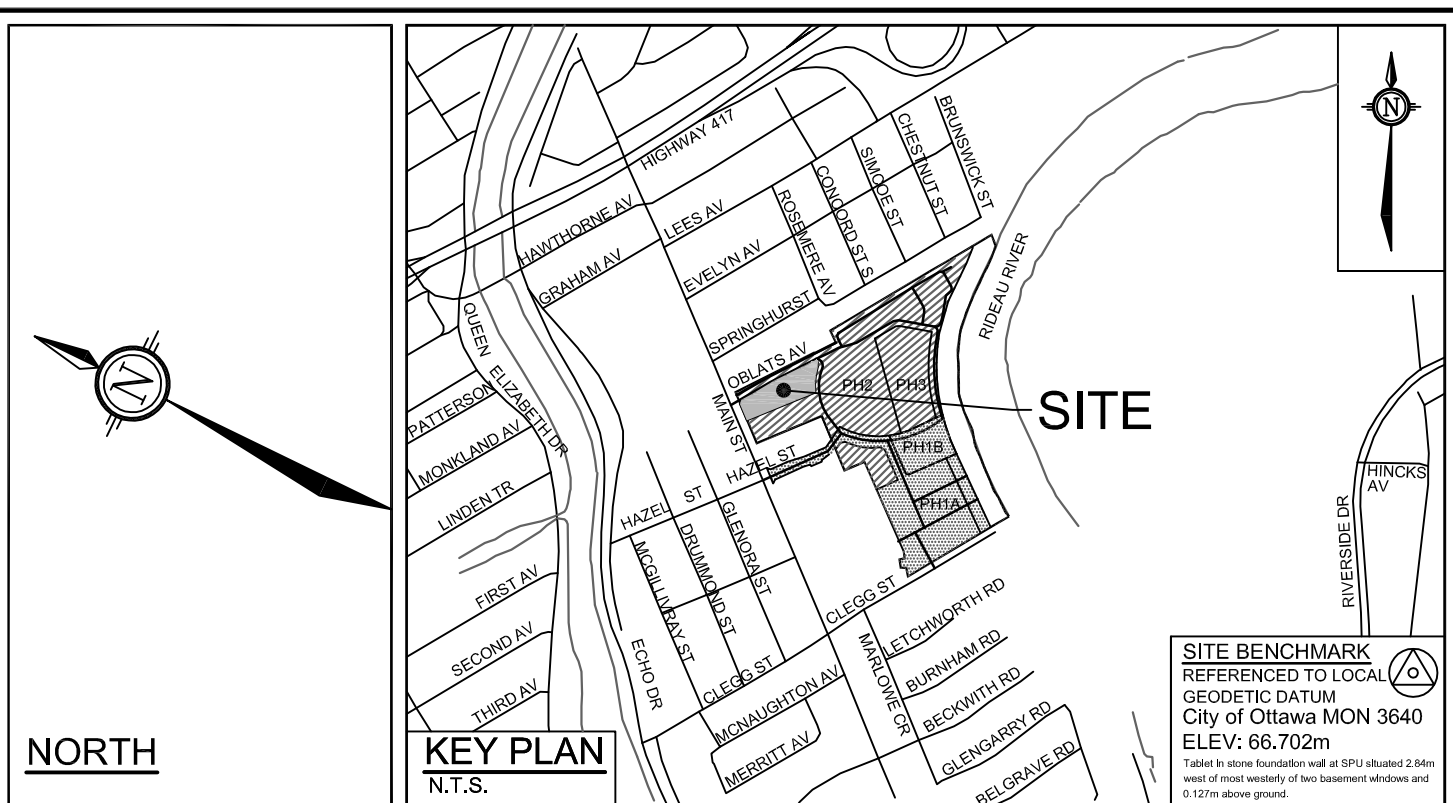 NORTH
N
KEY PLAN
N.T.S.
N
HIGHWAY 417
HAWTHORNE AV
GRAHAM AV
LEES AV
EVELYN AV
SPRINGHURST
OBLATS AV
ROSEMERE AV
CONCORD ST S
SIMCOE ST
CHESTNUT ST
BRUNSWICK ST
RIDEAU RIVER
QUEEN ELIZABETH DR
PATTERSON
MONKLAND AV
LINDEN TR
FIRST AV
SECOND AV
THIRD AV
MAIN ST
HAZEL ST
HAZEL ST
PH2
PH3
PH1B
PH1A
SITE
GLENORA ST
DRUMMOND ST
MCGILLIVRAY ST
ECHO DR
CLEGG ST
CLEGG ST
MCNAUGHTON AV
MERRITT AV
MARLOWE CR
LETCHWORTH RD
BURNHAM RD
BECKWITH RD
GLENGARRY RD
BELGRAVE RD
RIVERSIDE DR
HINCKS
AV
SITE BENCHMARK
REFERENCED TO LOCAL
GEODETIC DATUM
City of Ottawa MON 3640
ELEV: 66.702m
Tablet in stone foundation wall at SPU situated 2.84m
west of most westerly of two basement windows and
0.127m above ground.